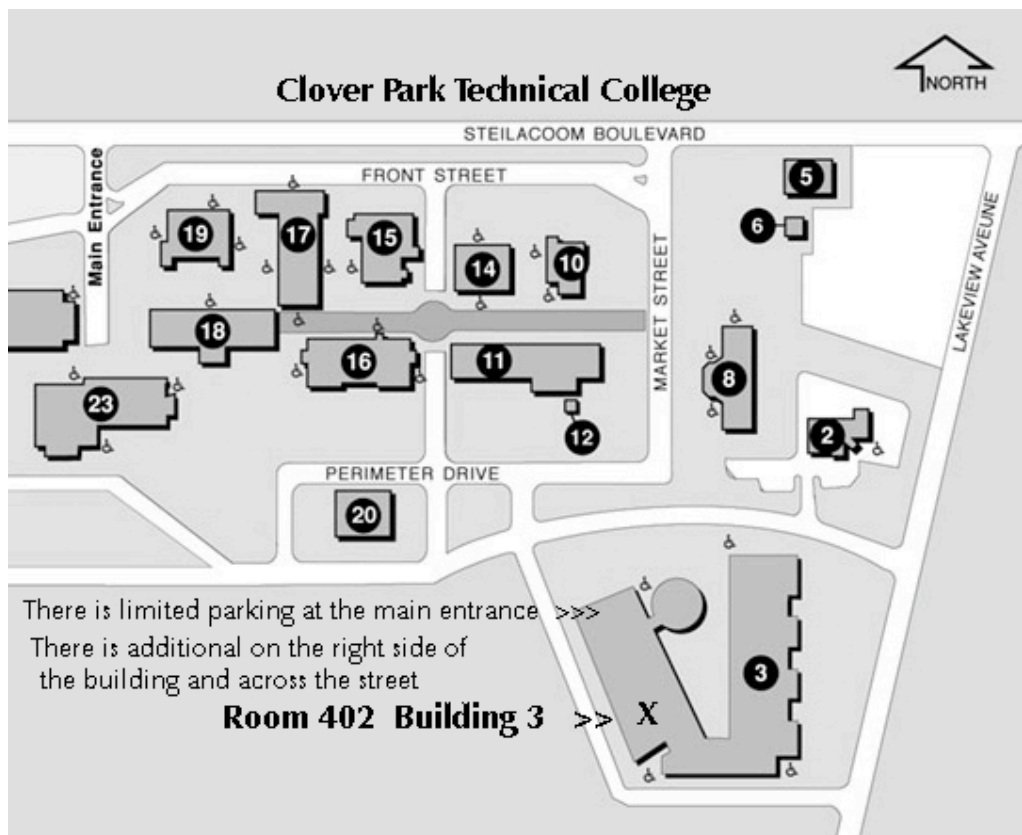 NORTH
Clover Park Technical College
STEILACOOM BOULEVARD
Main Entrance
FRONT STREET
5
6
19
17
15
14
10
MARKET STREET
LAKEVIEW AVEUNE
18
16
11
8
23
12
2
PERIMETER DRIVE
20
There is limited parking at the main entrance >>>
There is additional on the right side of
the building and across the street
3
Room 402 Building 3 >> X